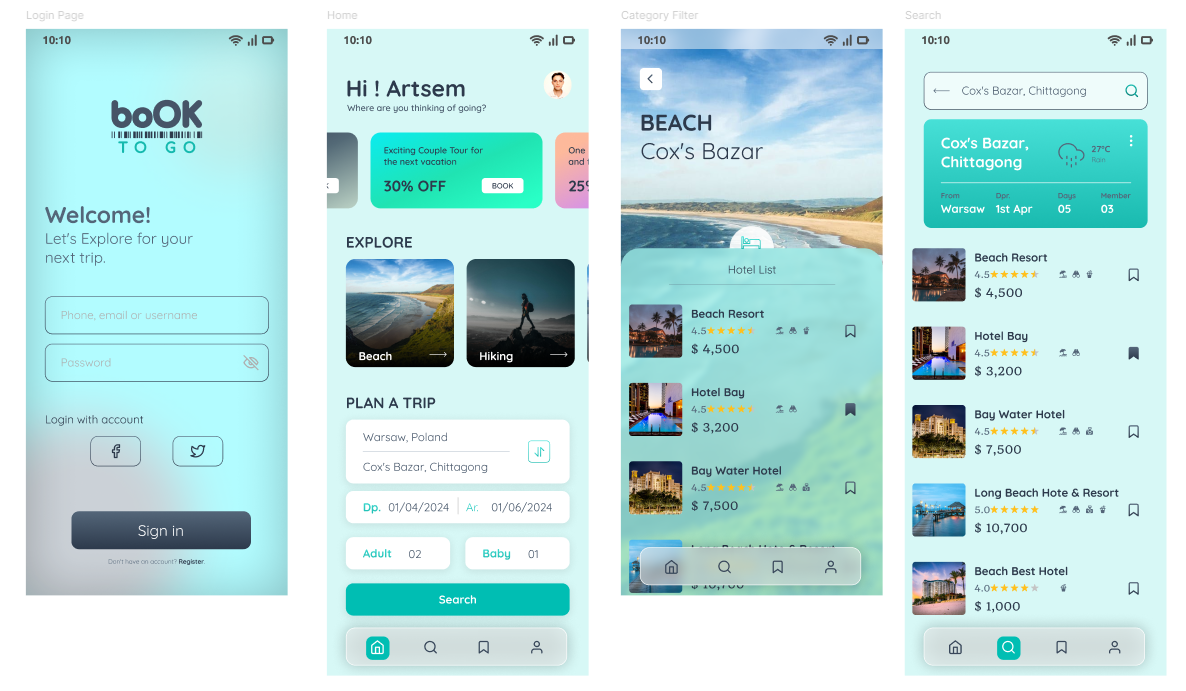 Login Page
10:10
boOK
TO GO
Welcome!
Let's Explore for your
next trip.
Phone, email or username
Password
Login with account
Sign in
Don't have an account? Register.
Home
10:10
Hi ! Artsem
Where are you thinking of going?
Exciting Couple Tour for
the next vacation
30% OFF
BOOK
One
and
25%
EXPLORE
Beach
Hiking
PLAN A TRIP
Warsaw, Poland
Cox's Bazar, Chittagong
Dp. 01/04/2024
Ar. 01/06/2024
Adult 02
Baby 01
Search
Category Filter
10:10
BEACH
Cox's Bazar
Hotel List
Beach Resort
4.5
$ 4,500
Hotel Bay
4.5
$ 3,200
Bay Water Hotel
4.5
$ 7,500
Search
10:10
Cox's Bazar, Chittagong
Cox's Bazar,
Chittagong
27°C
Rain
From Dpr. Days Member
Warsaw 1st Apr 05 03
Beach Resort
4.5
$ 4,500
Hotel Bay
4.5
$ 3,200
Bay Water Hotel
4.5
$ 7,500
Long Beach Hote & Resort
5.0
$ 10,700
Beach Best Hotel
4.0
$ 1,000